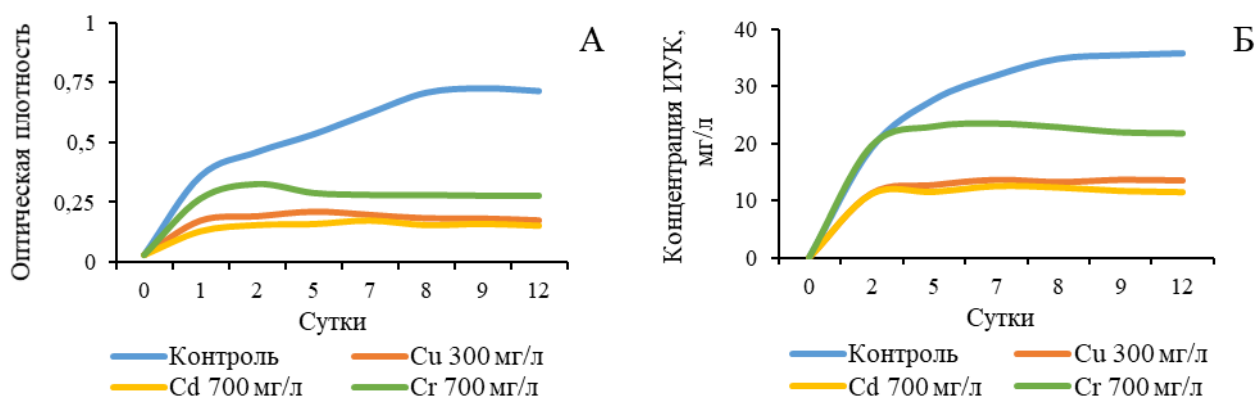 А
Оптическая плотность
1
0,75
0,5
0,25
0
0 1 2 5 7 8 9 12
Сутки
Контроль Cu 300 мг/л
Cd 700 мг/л Cr 700 мг/л
Б
Концентрация ИУК,
мг/л
40
30
20
10
0
0 2 5 7 8 9 12
Сутки
Контроль Cu 300 мг/л
Cd 700 мг/л Cr 700 мг/л